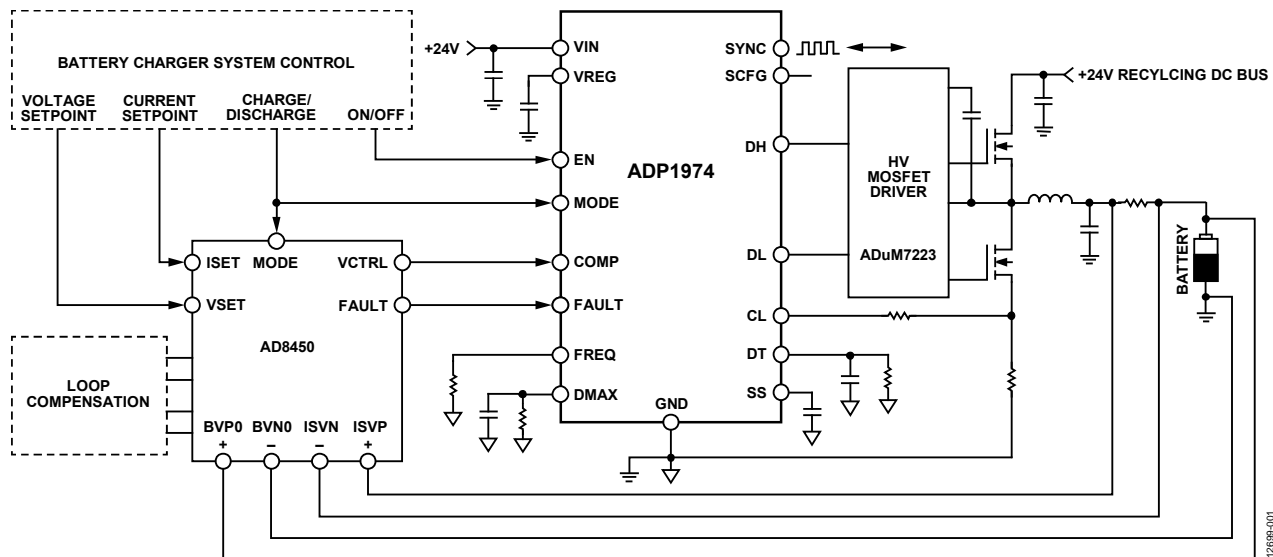 BATTERY CHARGER SYSTEM CONTROL
VOLTAGE
SETPOINT
CURRENT
SETPOINT
CHARGE/
DISCHARGE
ON/OFF
+24V
VIN
VREG
EN
MODE
COMP
FAULT
FREQ
DMAX
ADP1974
GND
SYNC
SCFG
DH
DL
CL
DT
SS
HV
MOSFET
DRIVER
ADuM7223
+24V RECYLCING DC BUS
BATTERY
ISET
MODE
VCTRL
VSET
FAULT
AD8450
BVP0
BVN0
ISVN
ISVP
+
−
−
+
LOOP
COMPENSATION
12699-001